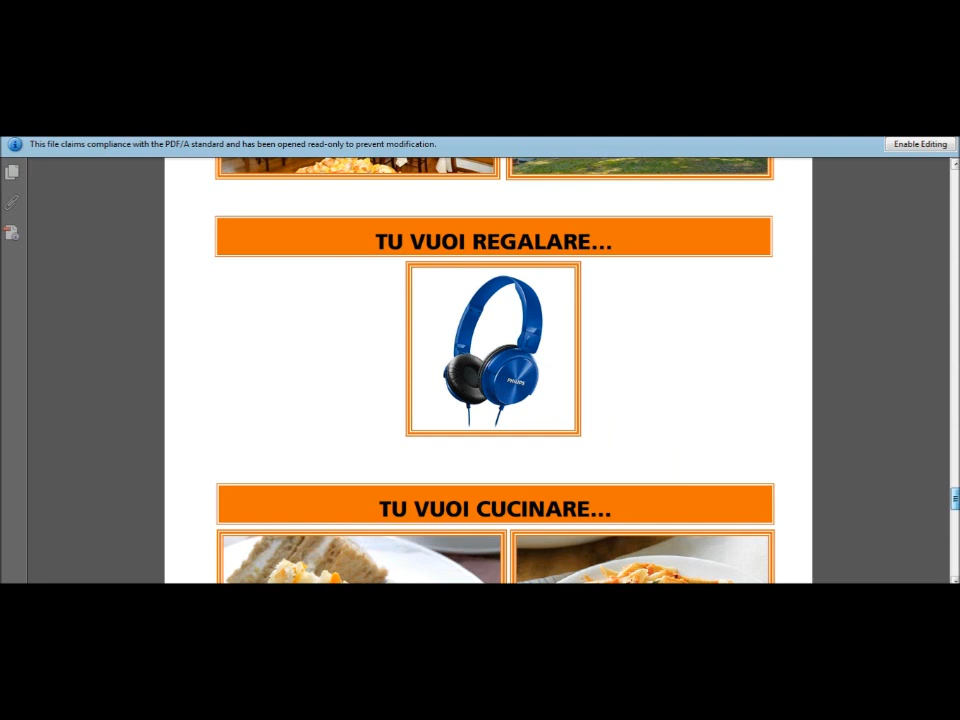 This file claims compliance with the PDF/A standard and has been opened read-only to prevent modification.
Enable Editing
TU VUOI REGALARE...
PHILIPS
TU VUOI CUCINARE...